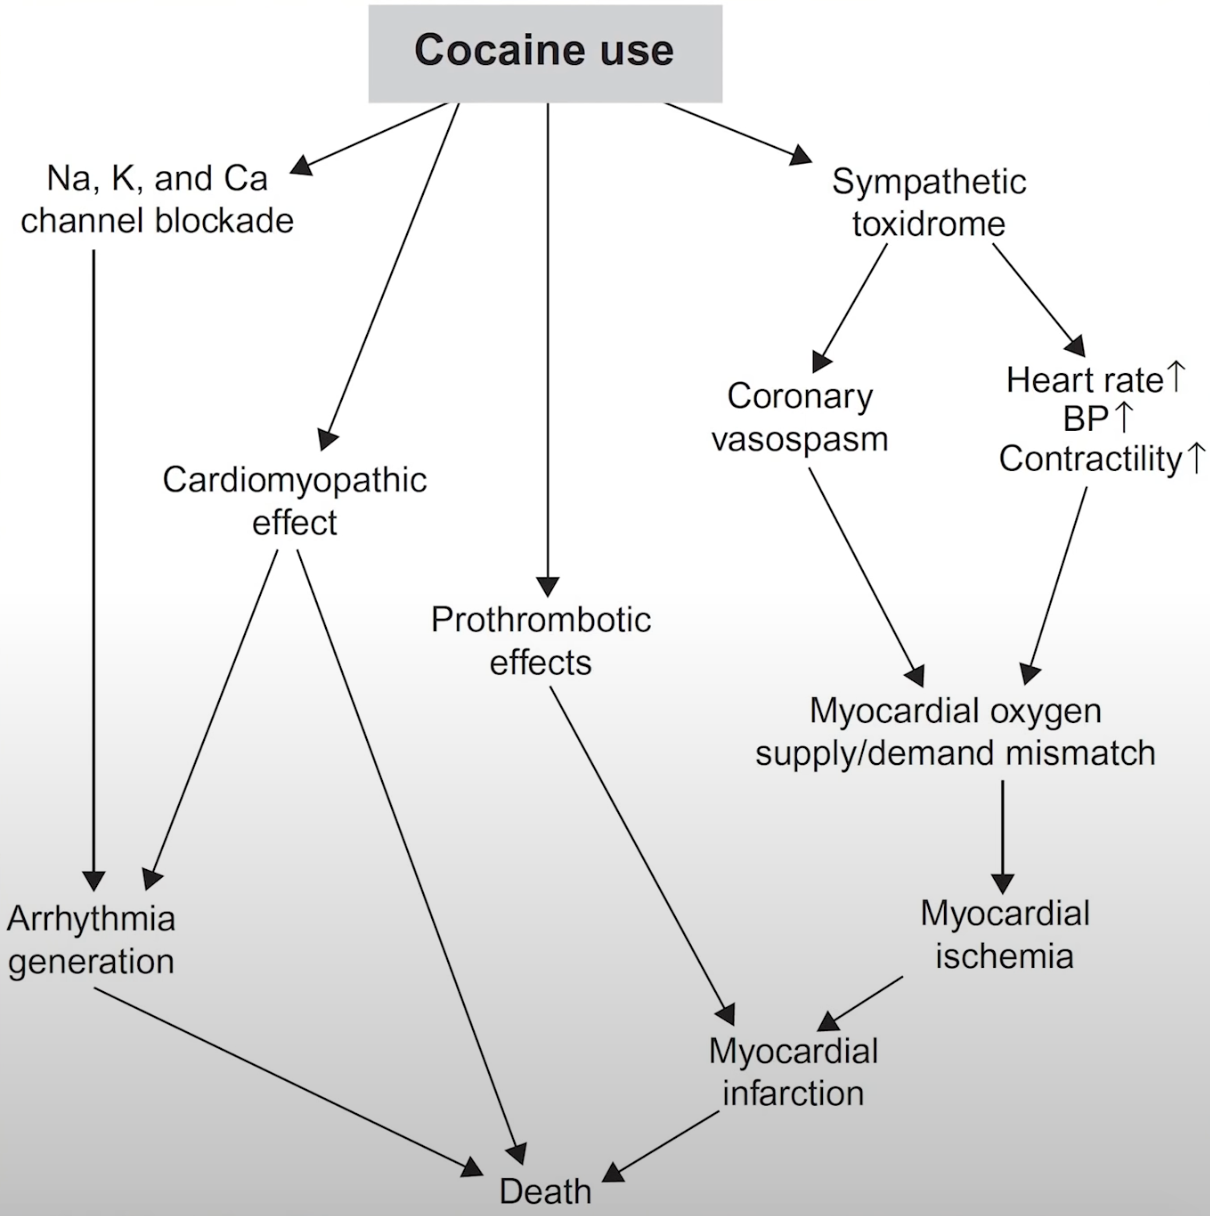 Cocaine use
Na, K, and Ca
channel blockade
Sympathetic
toxidrome
Coronary
vasospasm
Heart rate↑
BP↑
Contractility↑
Cardiomyopathic
effect
Prothrombotic
effects
Myocardial oxygen
supply/demand mismatch
Arrhythmia
generation
Myocardial
ischemia
Myocardial
infarction
Death